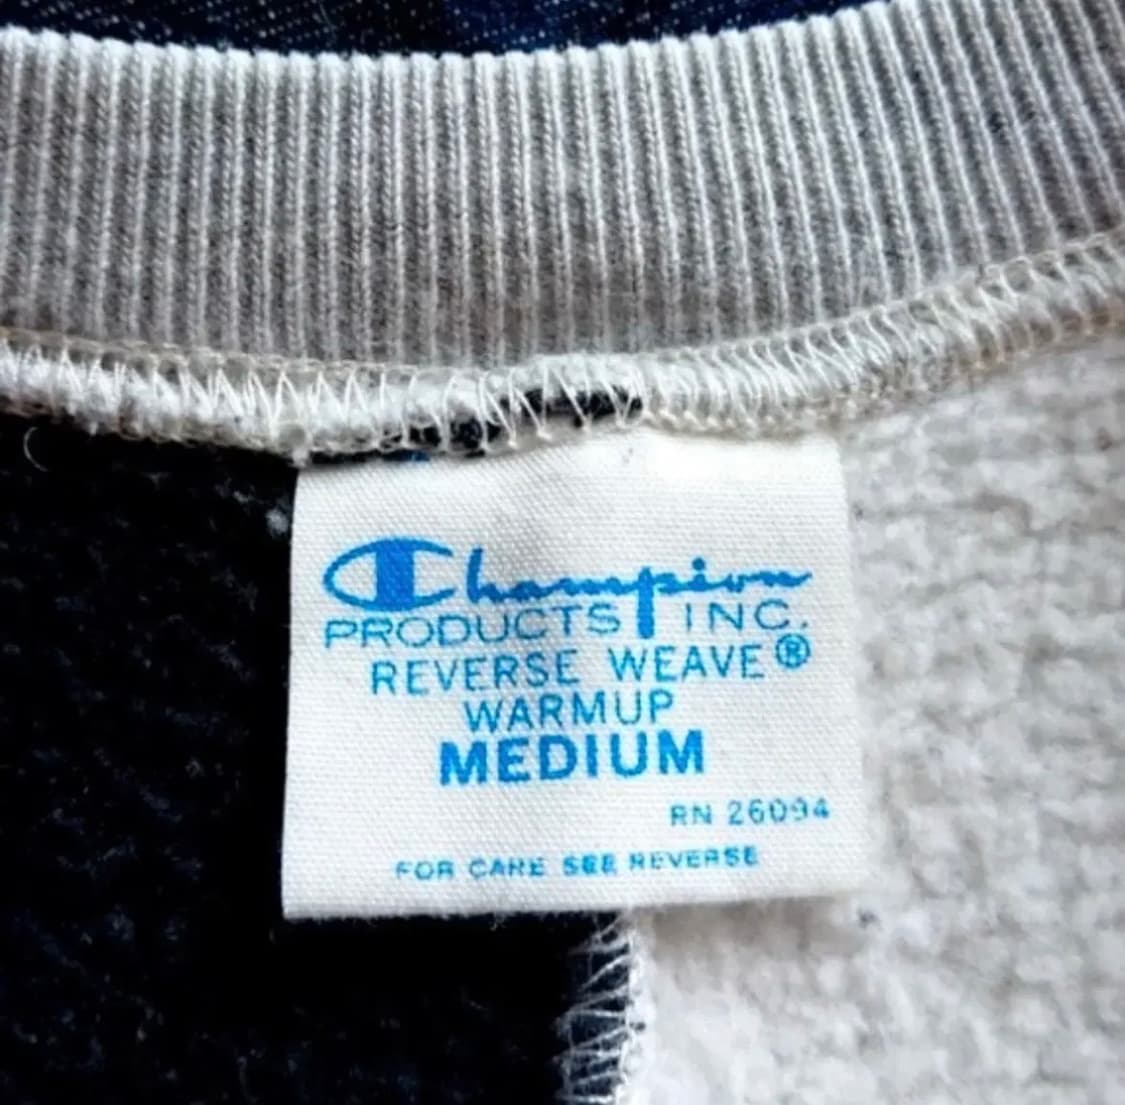 Champion
PRODUCTS INC.
REVERSE WEAVE®
WARMUP
MEDIUM
RN 26094
FOR CARE SEE REVERSE